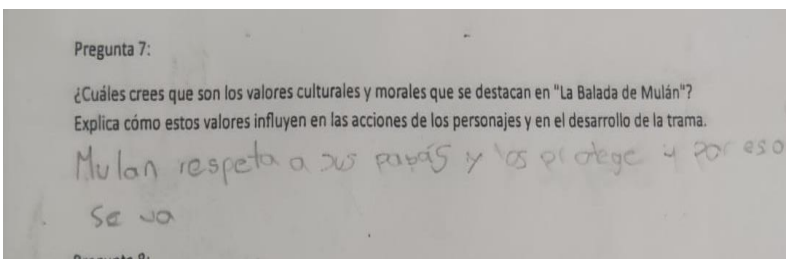 Pregunta 7:
¿Cuáles crees que son los valores culturales y morales que se destacan en "La Balada de Mulán"?
Explica cómo estos valores influyen en las acciones de los personajes y en el desarrollo de la trama.
Mulan respeta a sus papás y los protege y por eso
se va